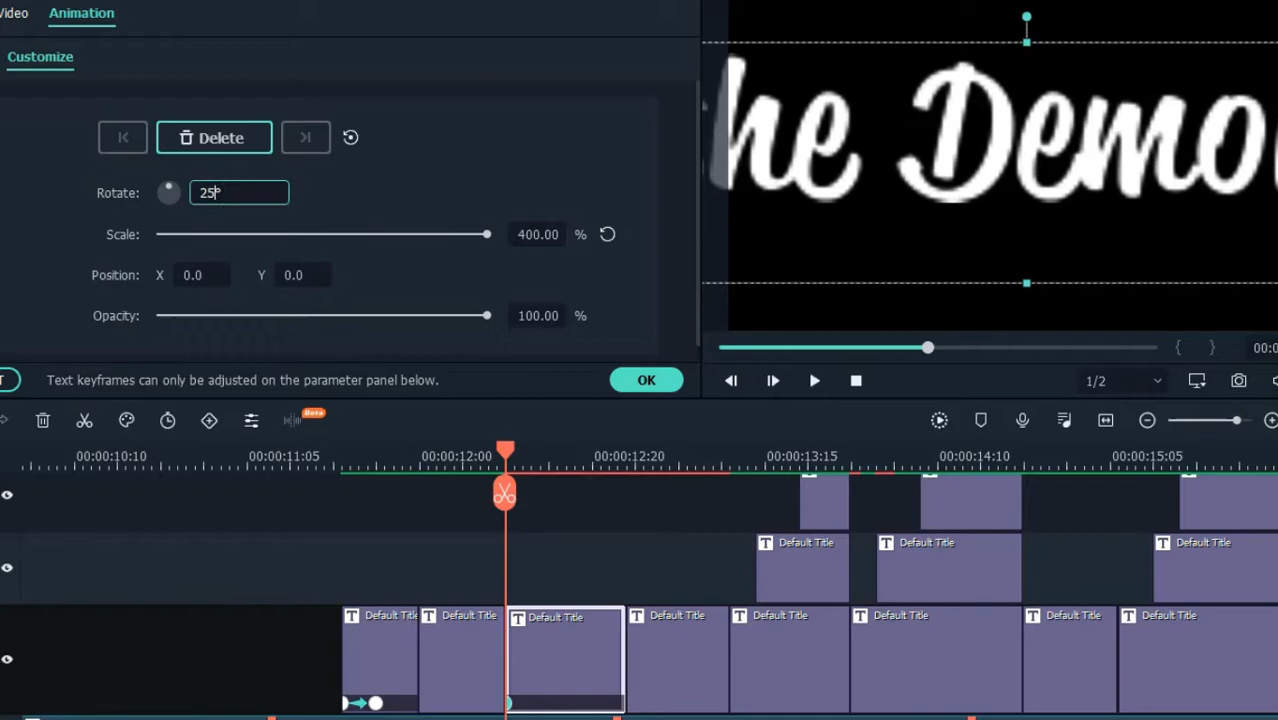 Video Animation
Customize
he Demo
Delete
Rotate: 25°
Scale: 400.00 %
Position: X 0.0 Y 0.0
Opacity: 100.00 %
T Text keyframes can only be adjusted on the parameter panel below. OK
{ } 00:0
1/2
Beta
00:00:10:10 00:00:11:05 00:00:12:00 00:00:12:20 00:00:13:15 00:00:14:10 00:00:15:05
T Default Title T Default Title T Default Title
T Default Title T Default Title T Default Title T Default Title T Default Title T Default Title T Default Title T Default Title